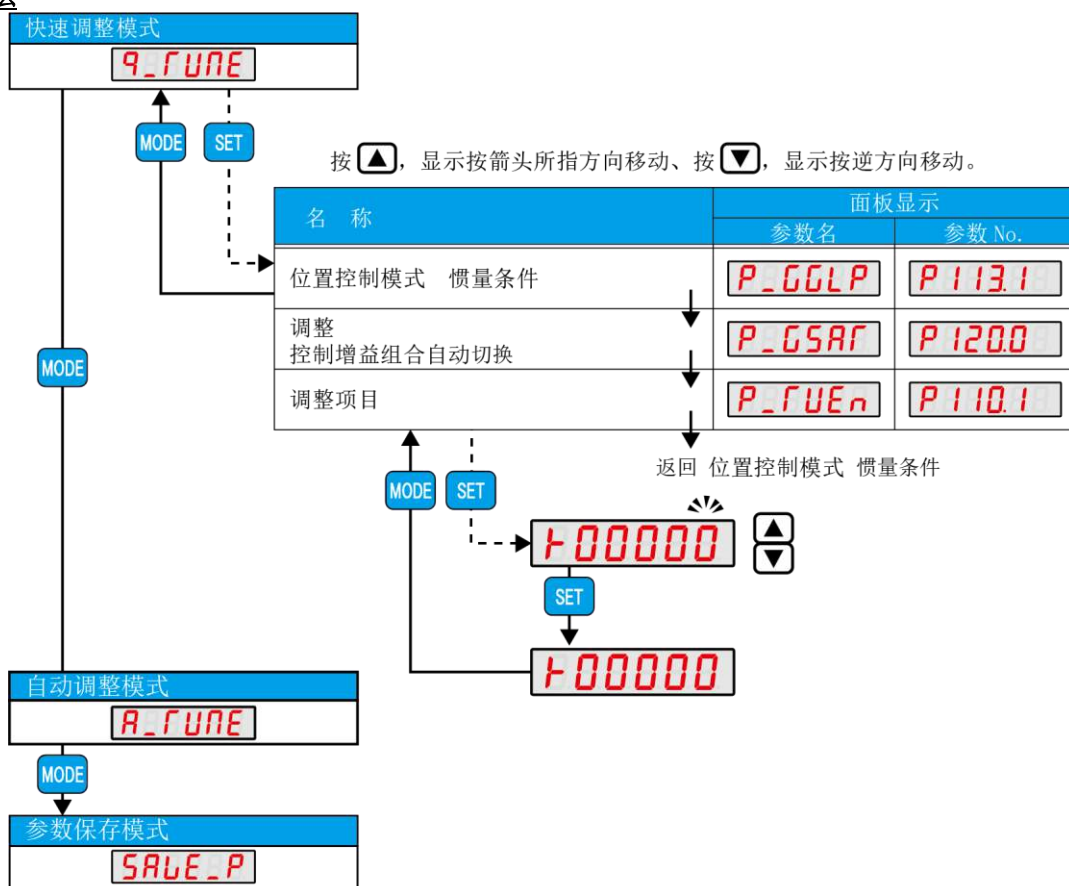 快速调整模式
q_TUNE
MODE
SET
按▲，显示按箭头所指方向移动、按▼，显示按逆方向移动。
名 称
面板显示
参数名
参数 No.
位置控制模式 惯量条件
P_GGLP
P113.1
调整
控制增益组合自动切换
P_GSAT
P120.0
MODE
调整项目
P_TUEn
P110.1
返回 位置控制模式 惯量条件
MODE
SET
├00000
▲
▼
SET
├00000
自动调整模式
A_TUNE
MODE
参数保存模式
SAVE_P